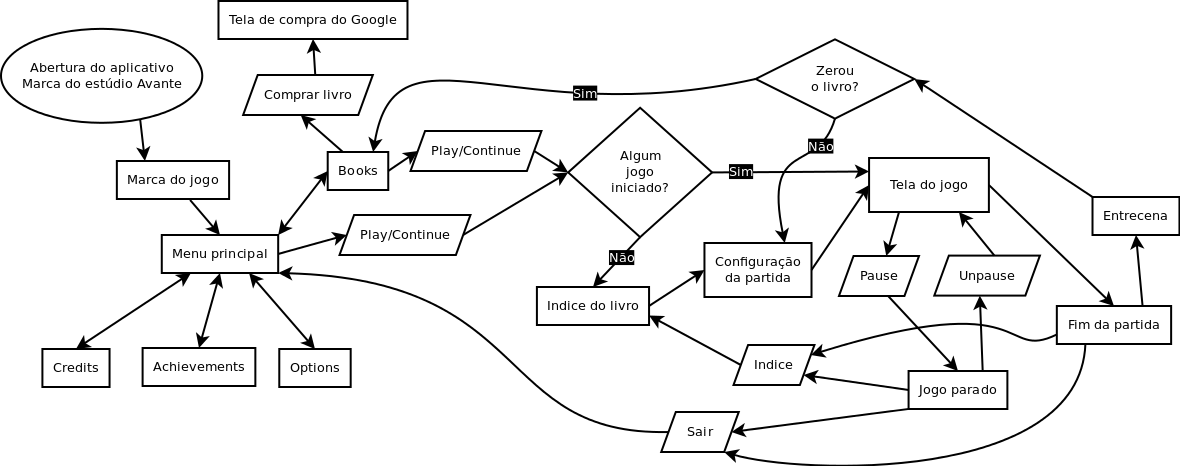 Tela de compra do Google
Abertura do aplicativo
Marca do estúdio Avante
Comprar livro
Sim
Zerou
o livro?
Play/Continue
Algum
jogo
iniciado?
Não
Marca do jogo
Books
Sim
Tela do jogo
Entrecena
Play/Continue
Menu principal
Não
Configuração
da partida
Pause
Unpause
Indice do livro
Fim da partida
Credits
Achievements
Options
Indice
Jogo parado
Sair